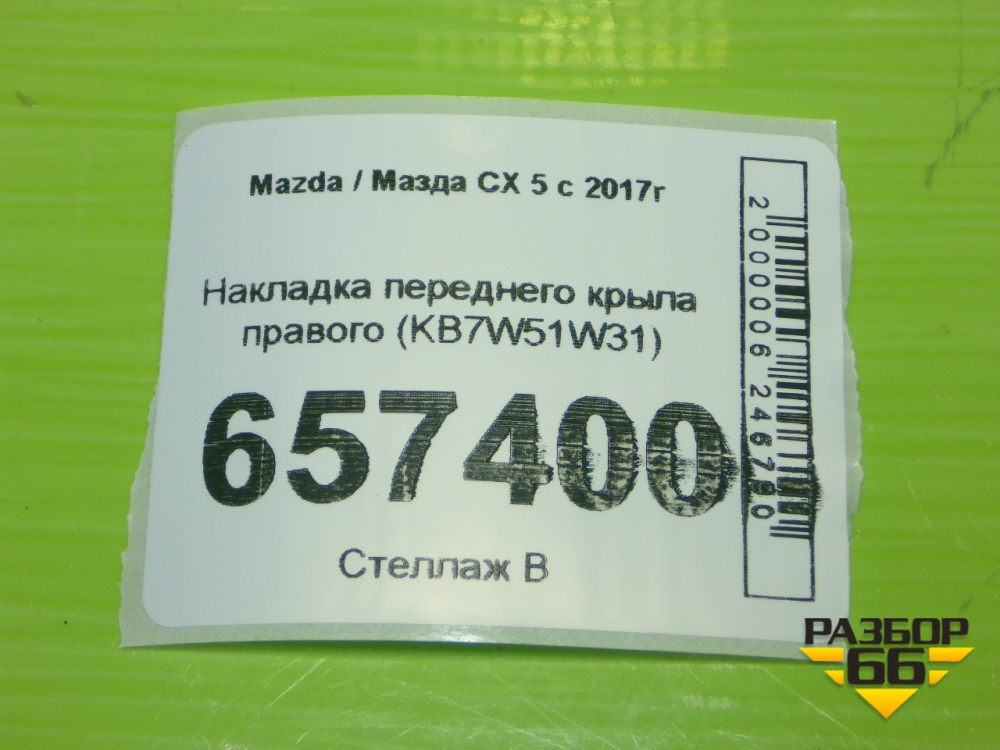 Mazda / Мазда CX 5 с 2017г
Накладка переднего крыла
правого (KB7W51W31)
657400
Стеллаж В
2000006246790
РАЗБОР
66